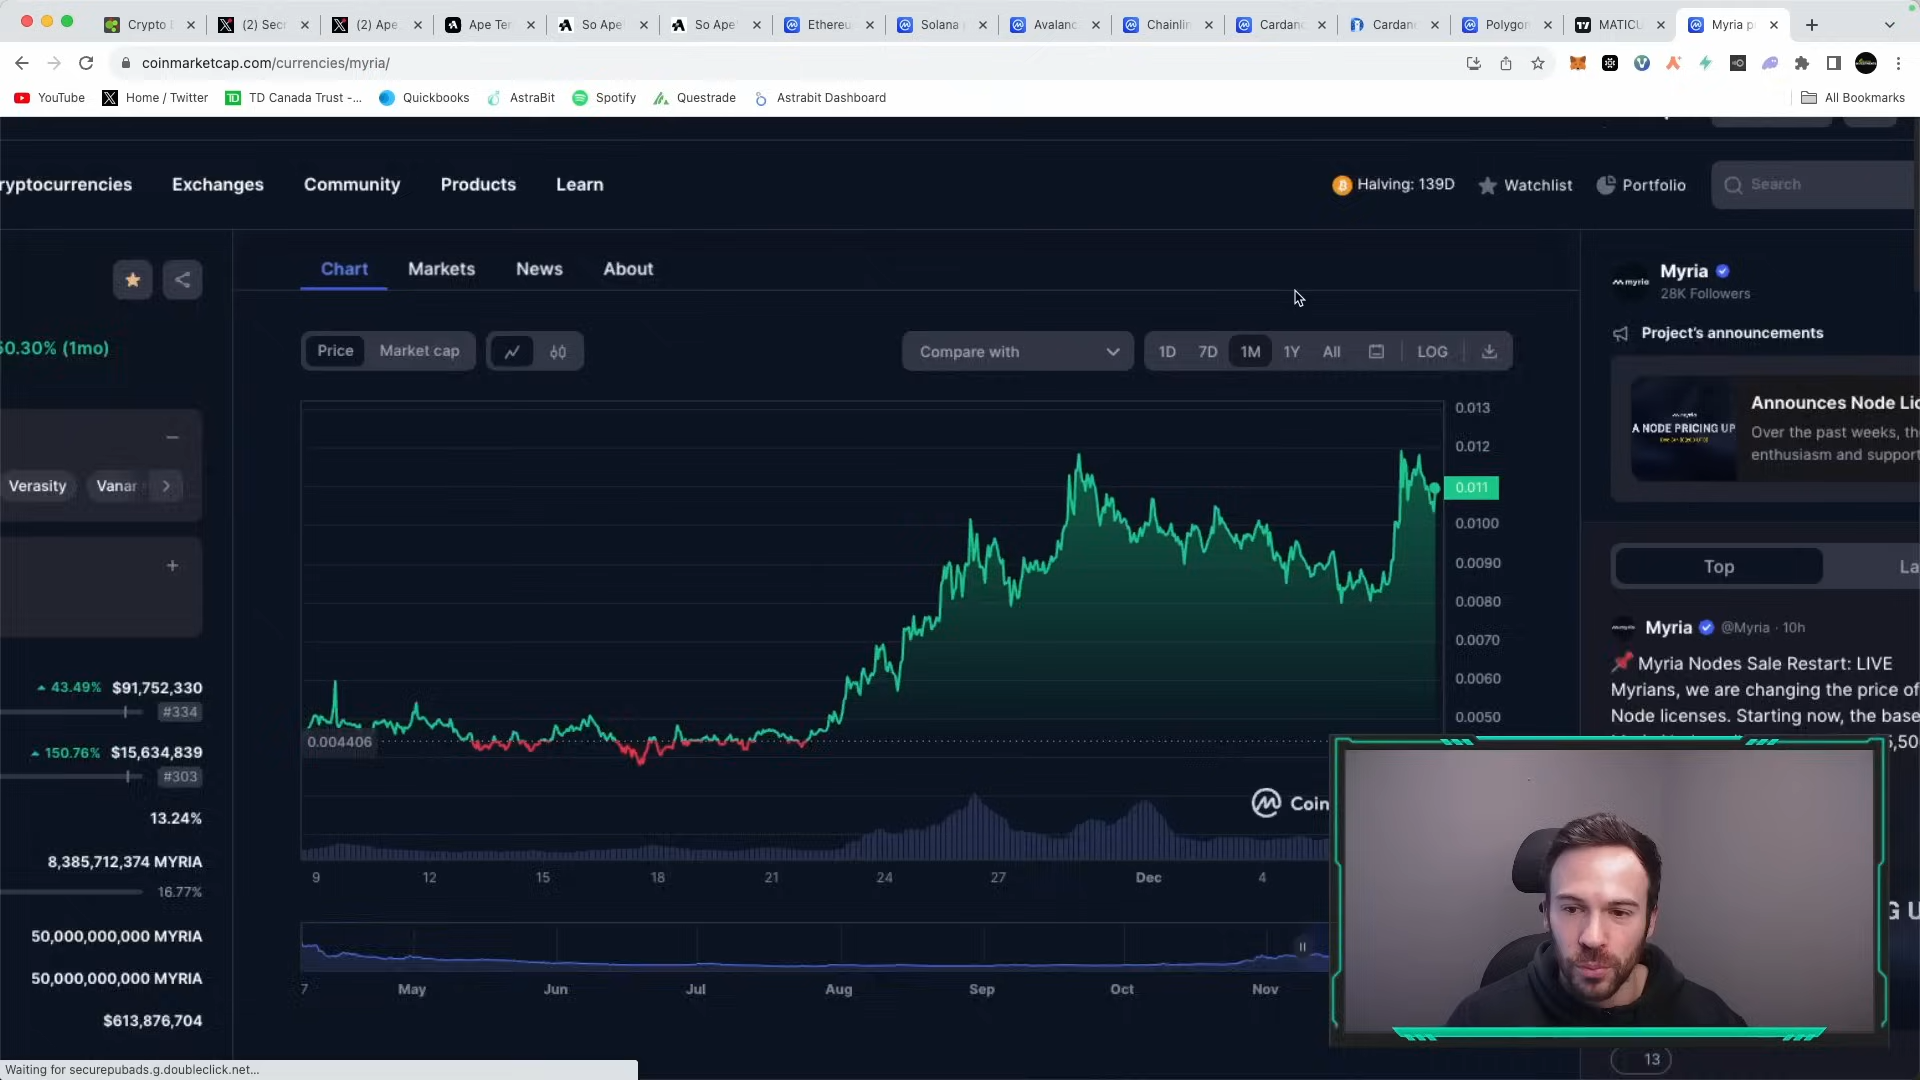 Crypto
(2) Secr
(2) Ape
Ape Ter
So Ape
So Ape
Ethereu
Solana
Avalanc
Chainlin
Cardano
Cardan
Polygon
MATICU
Myria p
coinmarketcap.com/currencies/myria/
YouTube
Home / Twitter
TD Canada Trust -...
Quickbooks
AstraBit
Spotify
Questrade
Astrabit Dashboard
All Bookmarks
ryptocurrencies
Exchanges
Community
Products
Learn
Halving: 139D
Watchlist
Portfolio
Search
Chart
Markets
News
About
Myria
28K Followers
50.30% (1mo)
Price
Market cap
Compare with
1D
7D
1M
1Y
All
LOG
Project's announcements
myria
A NODE PRICING UP
Announces Node Lic
Over the past weeks, the
enthusiasm and support
Verasity
Vanar
0.013
0.012
0.011
0.0100
0.0090
0.0080
0.0070
0.0060
0.0050
0.004406
43.49% $91,752,330
#334
150.76% $15,634,839
#303
13.24%
8,385,712,374 MYRIA
16.77%
50,000,000,000 MYRIA
50,000,000,000 MYRIA
$613,876,704
Top
La
Myria @Myria · 10h
Myria Nodes Sale Restart: LIVE
Myrians, we are changing the price of
Node licenses. Starting now, the base
5,50
Coin
9
12
15
18
21
24
27
Dec
4
7
May
Jun
Jul
Aug
Sep
Oct
Nov
G U
13
Waiting for securepubads.g.doubleclick.net...